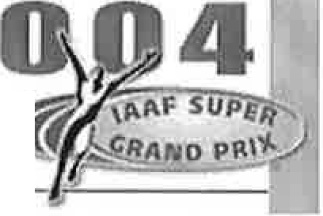 004
IAAF SUPER
GRAND PRIX